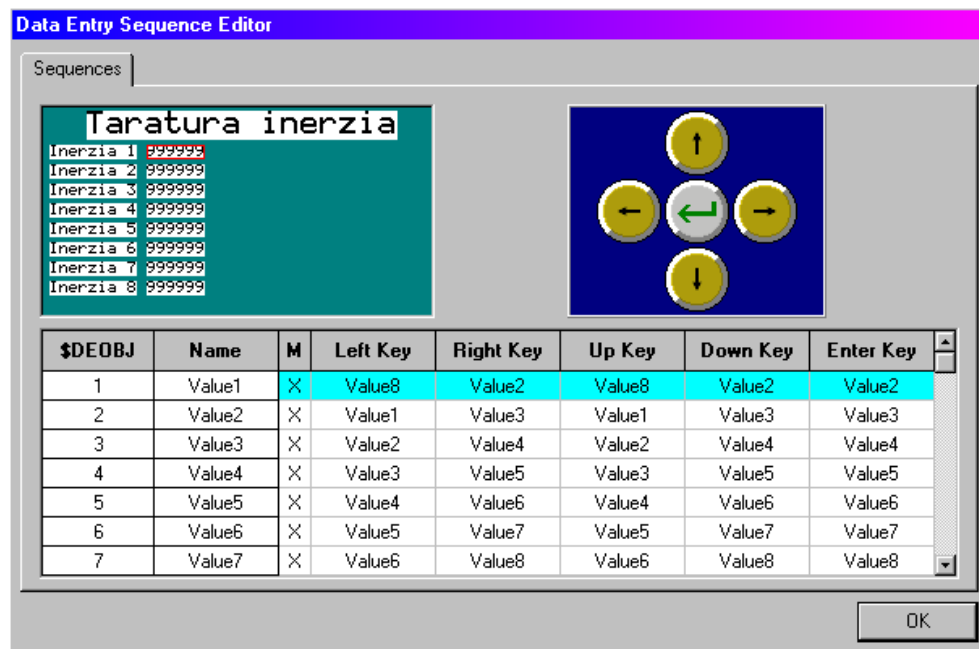 Data Entry Sequence Editor
Sequences
Taratura inerzia
Inerzia 1 999999
Inerzia 2 999999
Inerzia 3 999999
Inerzia 4 999999
Inerzia 5 999999
Inerzia 6 999999
Inerzia 7 999999
Inerzia 8 999999
$DEOBJ Name M Left Key Right Key Up Key Down Key Enter Key
1 Value1 X Value8 Value2 Value8 Value2 Value2
2 Value2 X Value1 Value3 Value1 Value3 Value3
3 Value3 X Value2 Value4 Value2 Value4 Value4
4 Value4 X Value3 Value5 Value3 Value5 Value5
5 Value5 X Value4 Value6 Value4 Value6 Value6
6 Value6 X Value5 Value7 Value5 Value7 Value7
7 Value7 X Value6 Value8 Value6 Value8 Value8
OK